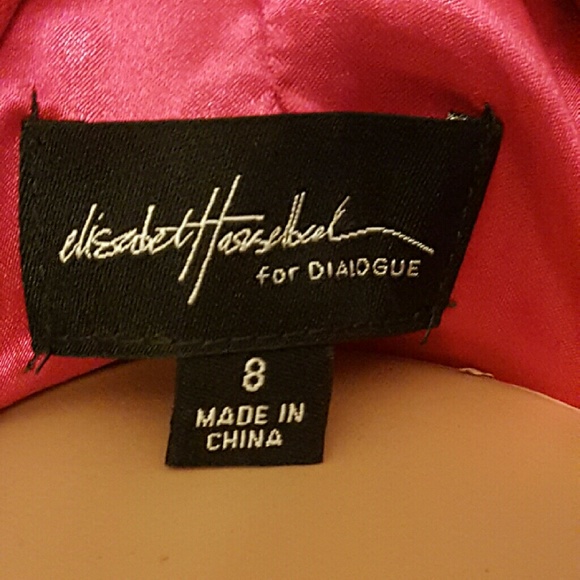 elisabeth Hasselbeck
for DIALOGUE
8
MADE IN
CHINA